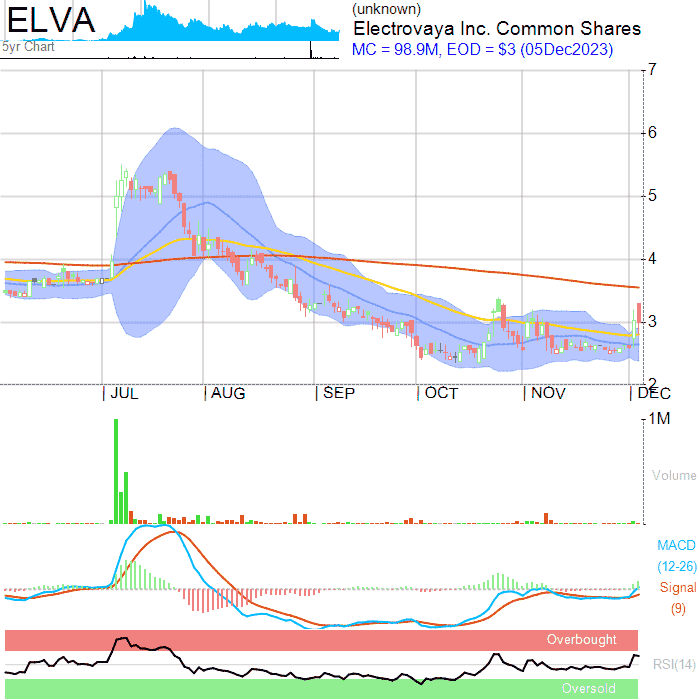 ELVA
5yr Chart
(unknown)
Electrovaya Inc. Common Shares
MC = 98.9M, EOD = $3 (05Dec2023)
7
6
5
4
3
2
JUL AUG SEP OCT NOV DEC
1M
Volume
MACD
(12-26)
Signal
(9)
Overbought
RSI(14)
Oversold